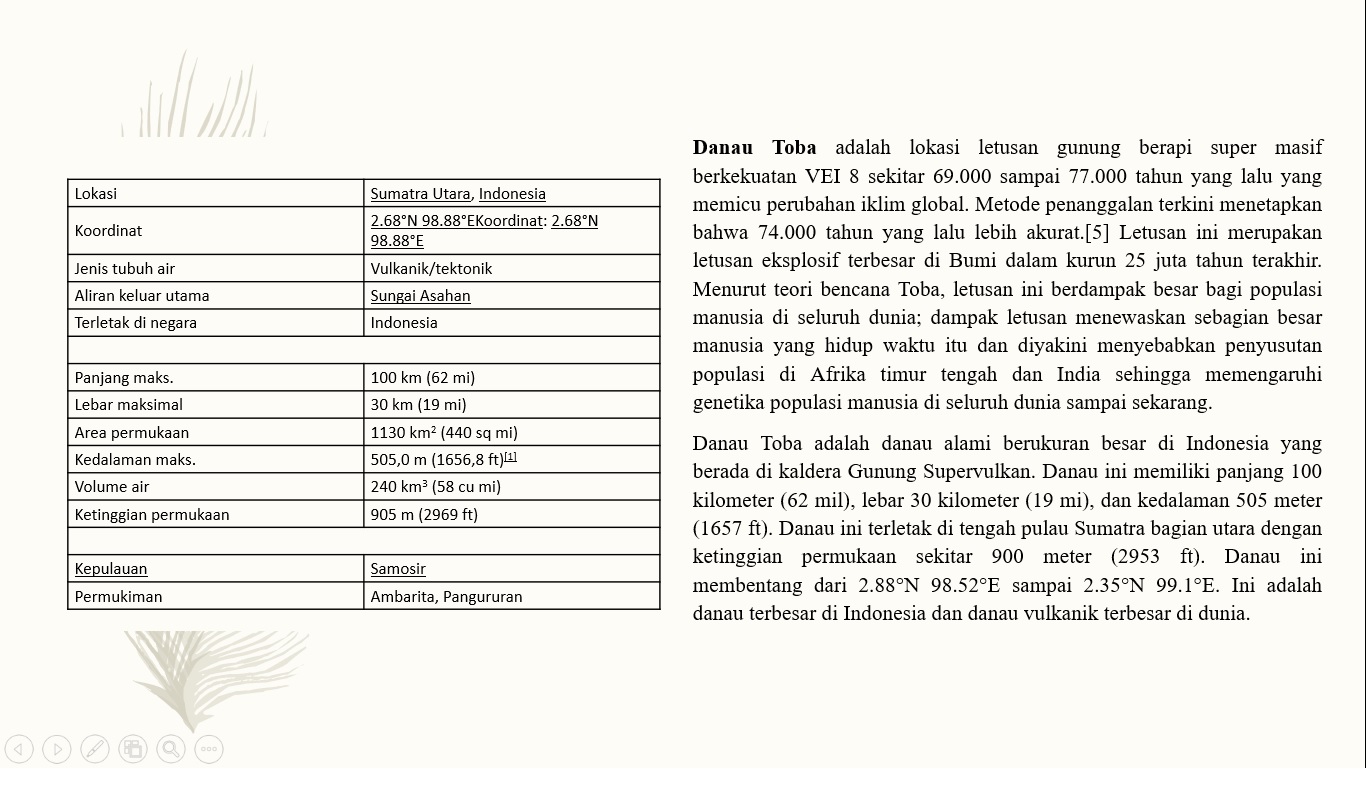 Lokasi Sumatra Utara, Indonesia
Koordinat 2.68°N 98.88°EKoordinat: 2.68°N
98.88°E
Jenis tubuh air Vulkanik/tektonik
Aliran keluar utama Sungai Asahan
Terletak di negara Indonesia
Panjang maks. 100 km (62 mi)
Lebar maksimal 30 km (19 mi)
Area permukaan 1130 km² (440 sq mi)
Kedalaman maks. 505,0 m (1656,8 ft)[1]
Volume air 240 km³ (58 cu mi)
Ketinggian permukaan 905 m (2969 ft)
Kepulauan Samosir
Permukiman Ambarita, Pangururan
Danau Toba adalah lokasi letusan gunung berapi super masif
berkekuatan VEI 8 sekitar 69.000 sampai 77.000 tahun yang lalu yang
memicu perubahan iklim global. Metode penanggalan terkini menetapkan
bahwa 74.000 tahun yang lalu lebih akurat.[5] Letusan ini merupakan
letusan eksplosif terbesar di Bumi dalam kurun 25 juta tahun terakhir.
Menurut teori bencana Toba, letusan ini berdampak besar bagi populasi
manusia di seluruh dunia; dampak letusan menewaskan sebagian besar
manusia yang hidup waktu itu dan diyakini menyebabkan penyusutan
populasi di Afrika timur tengah dan India sehingga memengaruhi
genetika populasi manusia di seluruh dunia sampai sekarang.
Danau Toba adalah danau alami berukuran besar di Indonesia yang
berada di kaldera Gunung Supervulkan. Danau ini memiliki panjang 100
kilometer (62 mil), lebar 30 kilometer (19 mi), dan kedalaman 505 meter
(1657 ft). Danau ini terletak di tengah pulau Sumatra bagian utara dengan
ketinggian permukaan sekitar 900 meter (2953 ft). Danau ini
membentang dari 2.88°N 98.52°E sampai 2.35°N 99.1°E. Ini adalah
danau terbesar di Indonesia dan danau vulkanik terbesar di dunia.